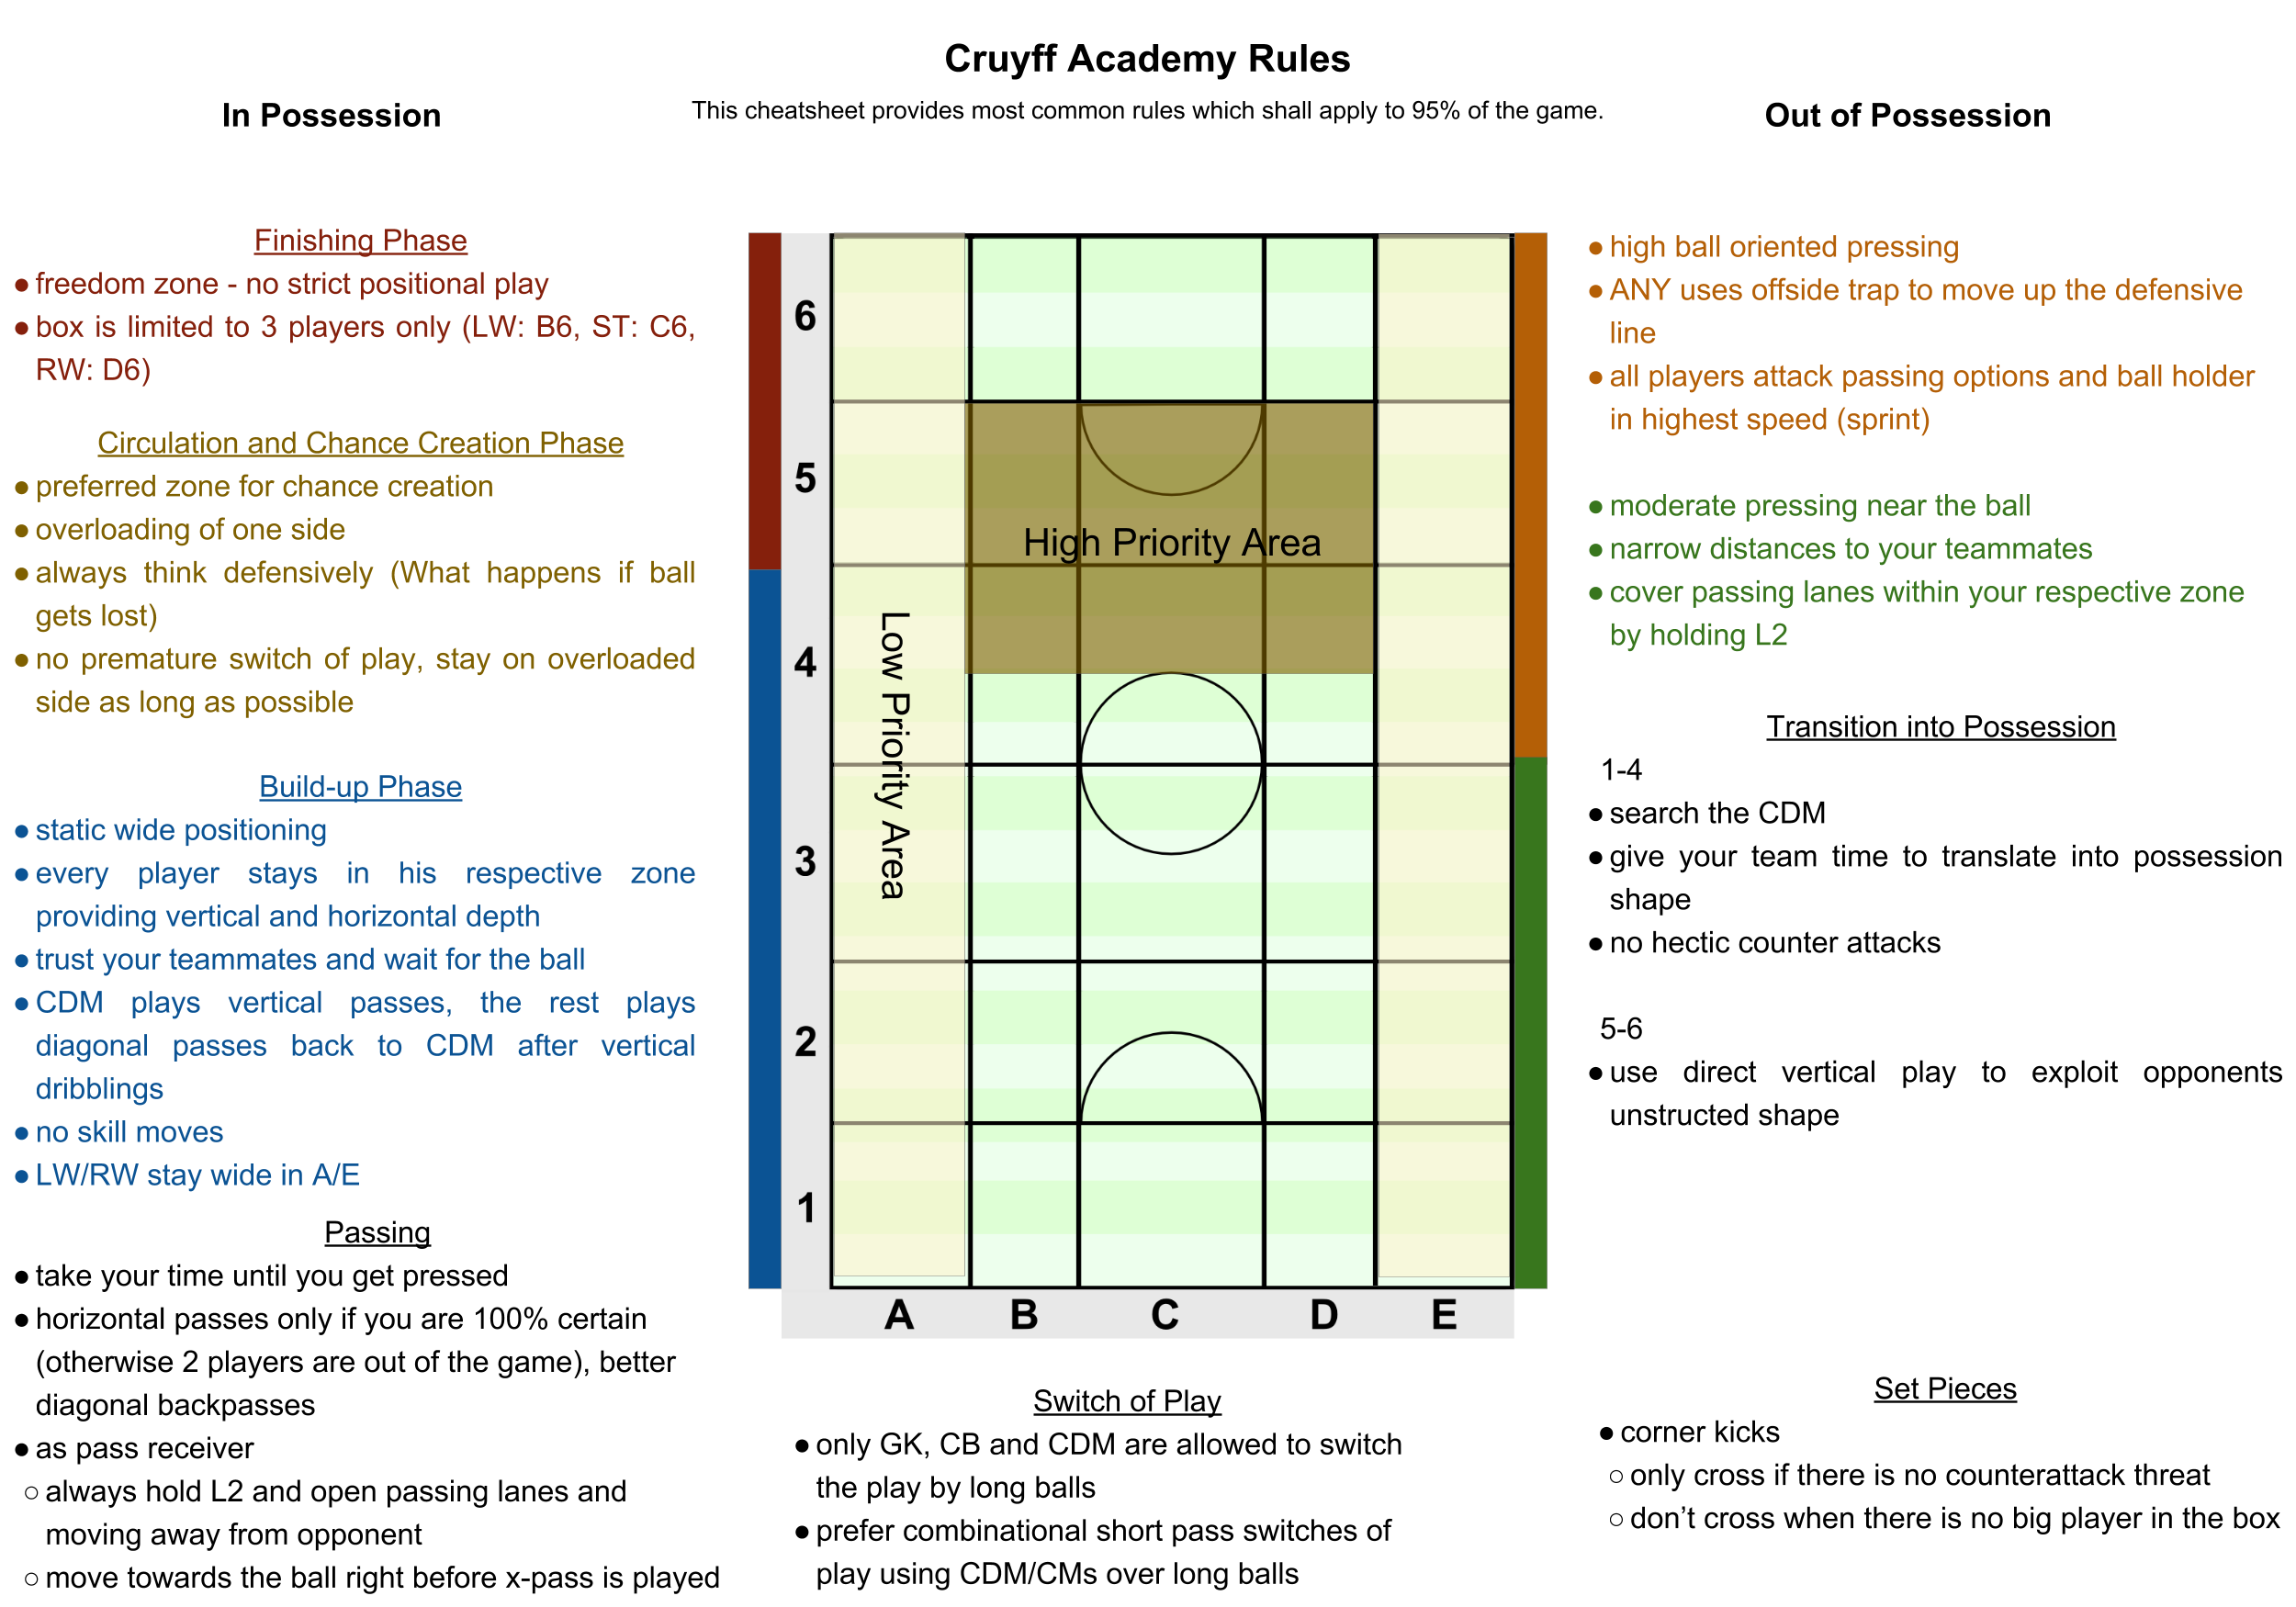 Cruyff Academy Rules
This cheatsheet provides most common rules which shall apply to 95% of the game.
In Possession
Finishing Phase
● freedom zone - no strict positional play
● box is limited to 3 players only (LW: B6, ST: C6,
RW: D6)
Circulation and Chance Creation Phase
● preferred zone for chance creation
● overloading of one side
● always think defensively (What happens if ball
gets lost)
● no premature switch of play, stay on overloaded
side as long as possible
Build-up Phase
● static wide positioning
● every player stays in his respective zone
providing vertical and horizontal depth
● trust your teammates and wait for the ball
● CDM plays vertical passes, the rest plays
diagonal passes back to CDM after vertical
dribblings
● no skill moves
● LW/RW stay wide in A/E
Passing
● take your time until you get pressed
● horizontal passes only if you are 100% certain
(otherwise 2 players are out of the game), better
diagonal backpasses
● as pass receiver
○ always hold L2 and open passing lanes and
moving away from opponent
○ move towards the ball right before x-pass is played
6
5
4
3
2
1
High Priority Area
Low Priority Area
A B C D E
Switch of Play
● only GK, CB and CDM are allowed to switch
the play by long balls
● prefer combinational short pass switches of
play using CDM/CMs over long balls
Out of Possession
● high ball oriented pressing
● ANY uses offside trap to move up the defensive
line
● all players attack passing options and ball holder
in highest speed (sprint)
● moderate pressing near the ball
● narrow distances to your teammates
● cover passing lanes within your respective zone
by holding L2
Transition into Possession
1-4
● search the CDM
● give your team time to translate into possession
shape
● no hectic counter attacks
5-6
● use direct vertical play to exploit opponents
unstructed shape
Set Pieces
● corner kicks
○ only cross if there is no counterattack threat
○ don’t cross when there is no big player in the box